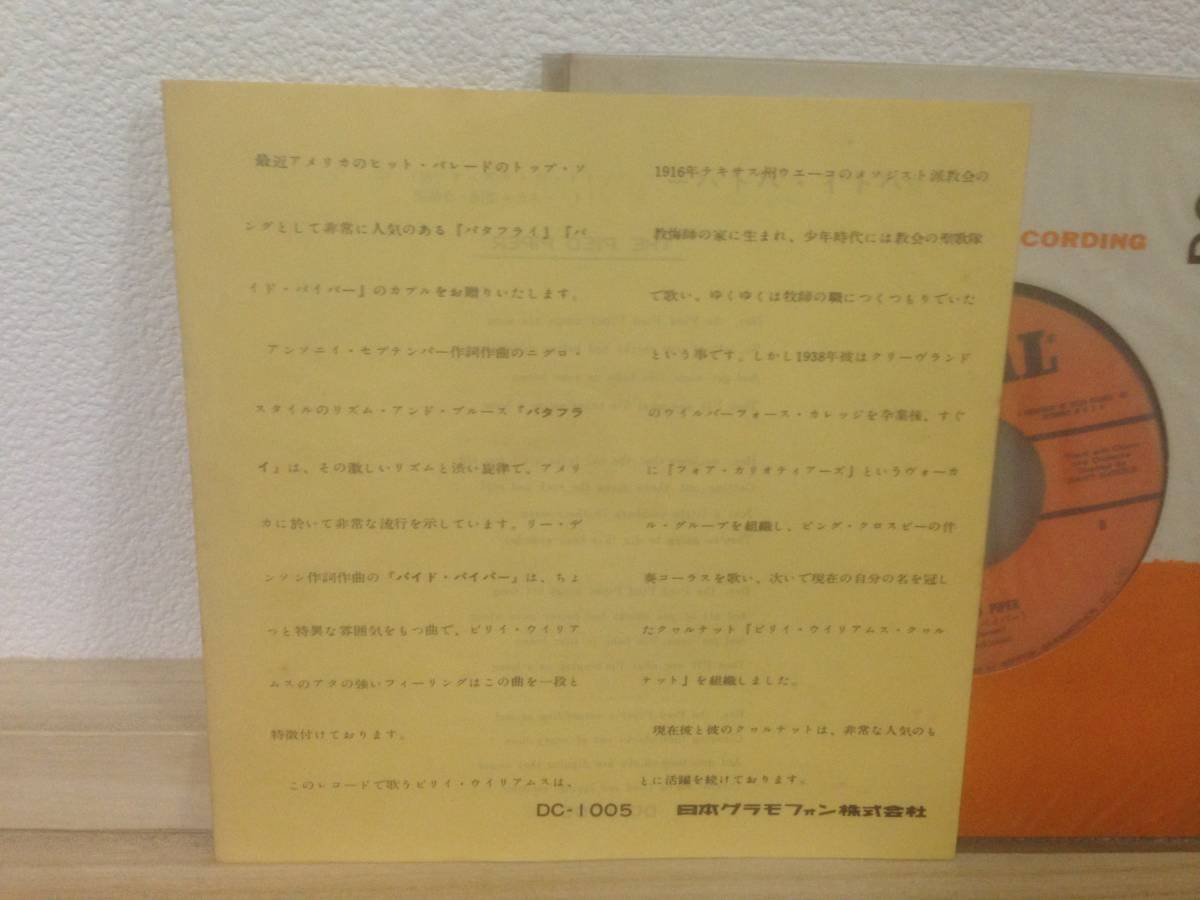 最近アメリカのヒット・パレードのトップ・ソ
ングとして非常に人気のある『バタフライ』『パ
イド・パイパー』のカプルをお贈りいたします。
アンソニイ・セプテンバー作詞作曲のニグロ・
スタイルのリズム・アンド・ブルース『バタフラ
イ』は、その激しいリズムと渋い旋律で、アメリ
カに於いて非常な流行を示しています。リー・デ
ンソン作詞作曲の『パイド・パイパー』は、ちょ
っと特異な雰囲気をもつ曲で、ビリイ・ウイリア
ムスのアクの強いフィーリングはこの曲を一段と
特徴付けております。
このレコードで歌うビリイ・ウイリアムスは、
1916年テキサス州ウエーコのメソジスト派教会の
教誨師の家に生まれ、少年時代には教会の聖歌隊
で歌い、ゆくゆくは牧師の職につくつもりでいた
という事です。しかし1938年彼はクリーヴランド
のウイルバーフォース・カレッジを卒業後、すぐ
に『フォア・カリオティアーズ』というヴォーカ
ル・グループを組織し、ビング・クロスビーの伴
奏コーラスを歌い、次いで現在の自分の名を冠し
たクヮルテット『ビリイ・ウイリアムス・クヮル
テット』を組織しました。
現在彼と彼のクヮルテットは、非常な人気のも
とに活躍を続けております。
DC-1005 日本グラモフォン株式会社
CORDING
AL
B
PIPER